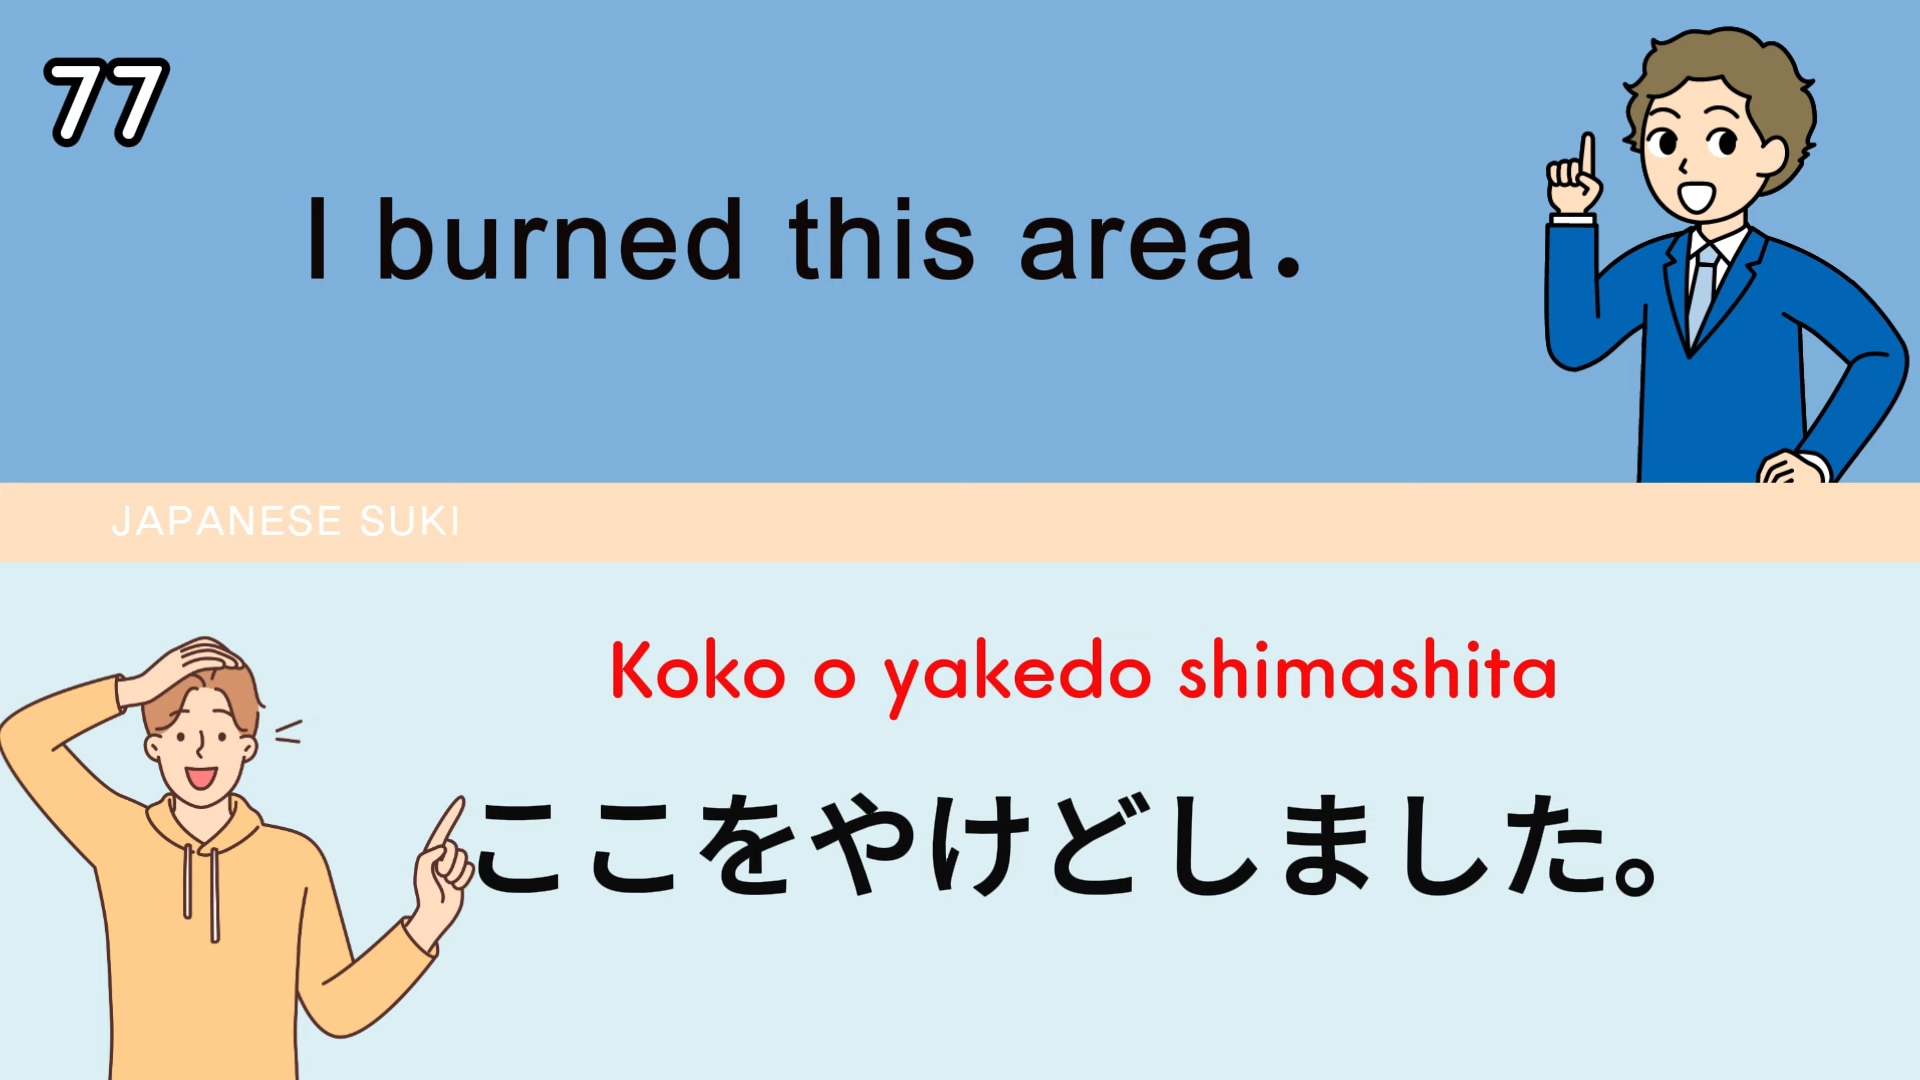 77
I burned this area.
JAPANESE SUKI
Koko o yakedo shimashita
ここをやけどしました。